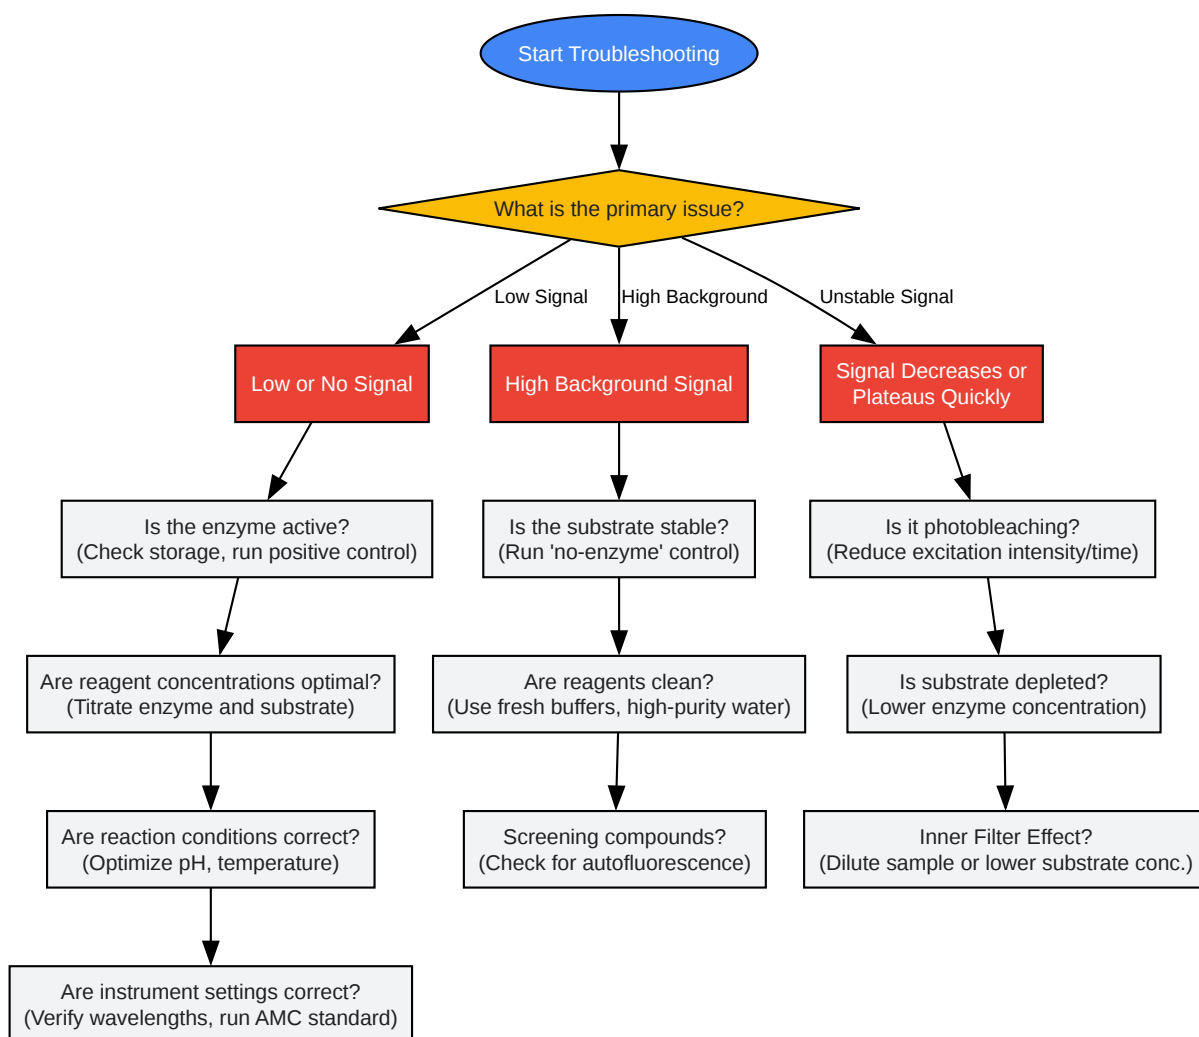 Start Troubleshooting
What is the primary issue?
Low Signal
High Background
Unstable Signal
Low or No Signal
High Background Signal
Signal Decreases or
Plateaus Quickly
Is the enzyme active?
(Check storage, run positive control)
Is the substrate stable?
(Run 'no-enzyme' control)
Is it photobleaching?
(Reduce excitation intensity/time)
Are reagent concentrations optimal?
(Titrate enzyme and substrate)
Are reagents clean?
(Use fresh buffers, high-purity water)
Is substrate depleted?
(Lower enzyme concentration)
Are reaction conditions correct?
(Optimize pH, temperature)
Screening compounds?
(Check for autofluorescence)
Inner Filter Effect?
(Dilute sample or lower substrate conc.)
Are instrument settings correct?
(Verify wavelengths, run AMC standard)